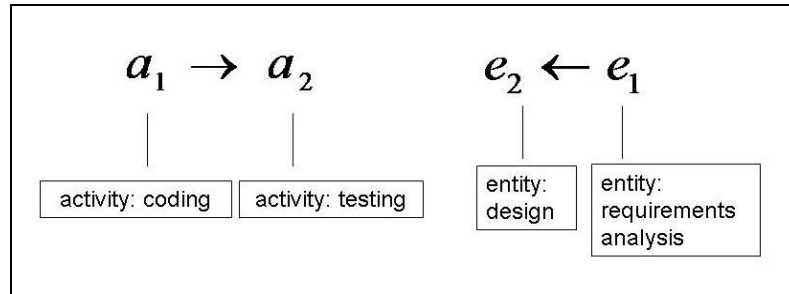 a₁ → a₂
e₂ ← e₁
activity: coding
activity: testing
entity:
design
entity:
requirements
analysis